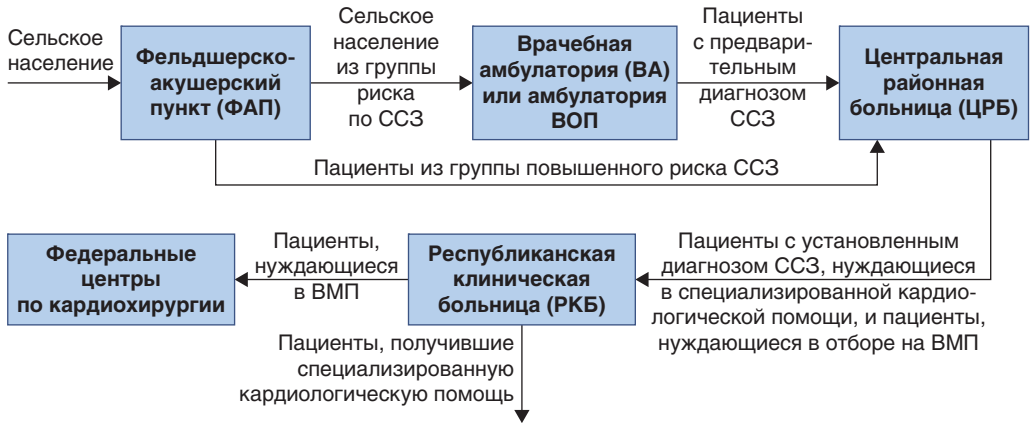 Сельское
население
Фельдшерско-
акушерский
пункт (ФАП)
Сельское
население
из группы
риска
по ССЗ
Врачебная
амбулатория (ВА)
или амбулатория
ВОП
Пациенты
с предвари-
тельным
диагнозом
ССЗ
Центральная
районная
больница (ЦРБ)
Пациенты из группы повышенного риска ССЗ
Федеральные
центры
по кардиохирургии
Пациенты,
нуждающиеся
в ВМП
Республиканская
клиническая
больница (РКБ)
Пациенты с установленным
диагнозом ССЗ, нуждающиеся
в специализированной кардио-
логической помощи, и пациенты,
нуждающиеся в отборе на ВМП
Пациенты, получившие
специализированную
кардиологическую помощь